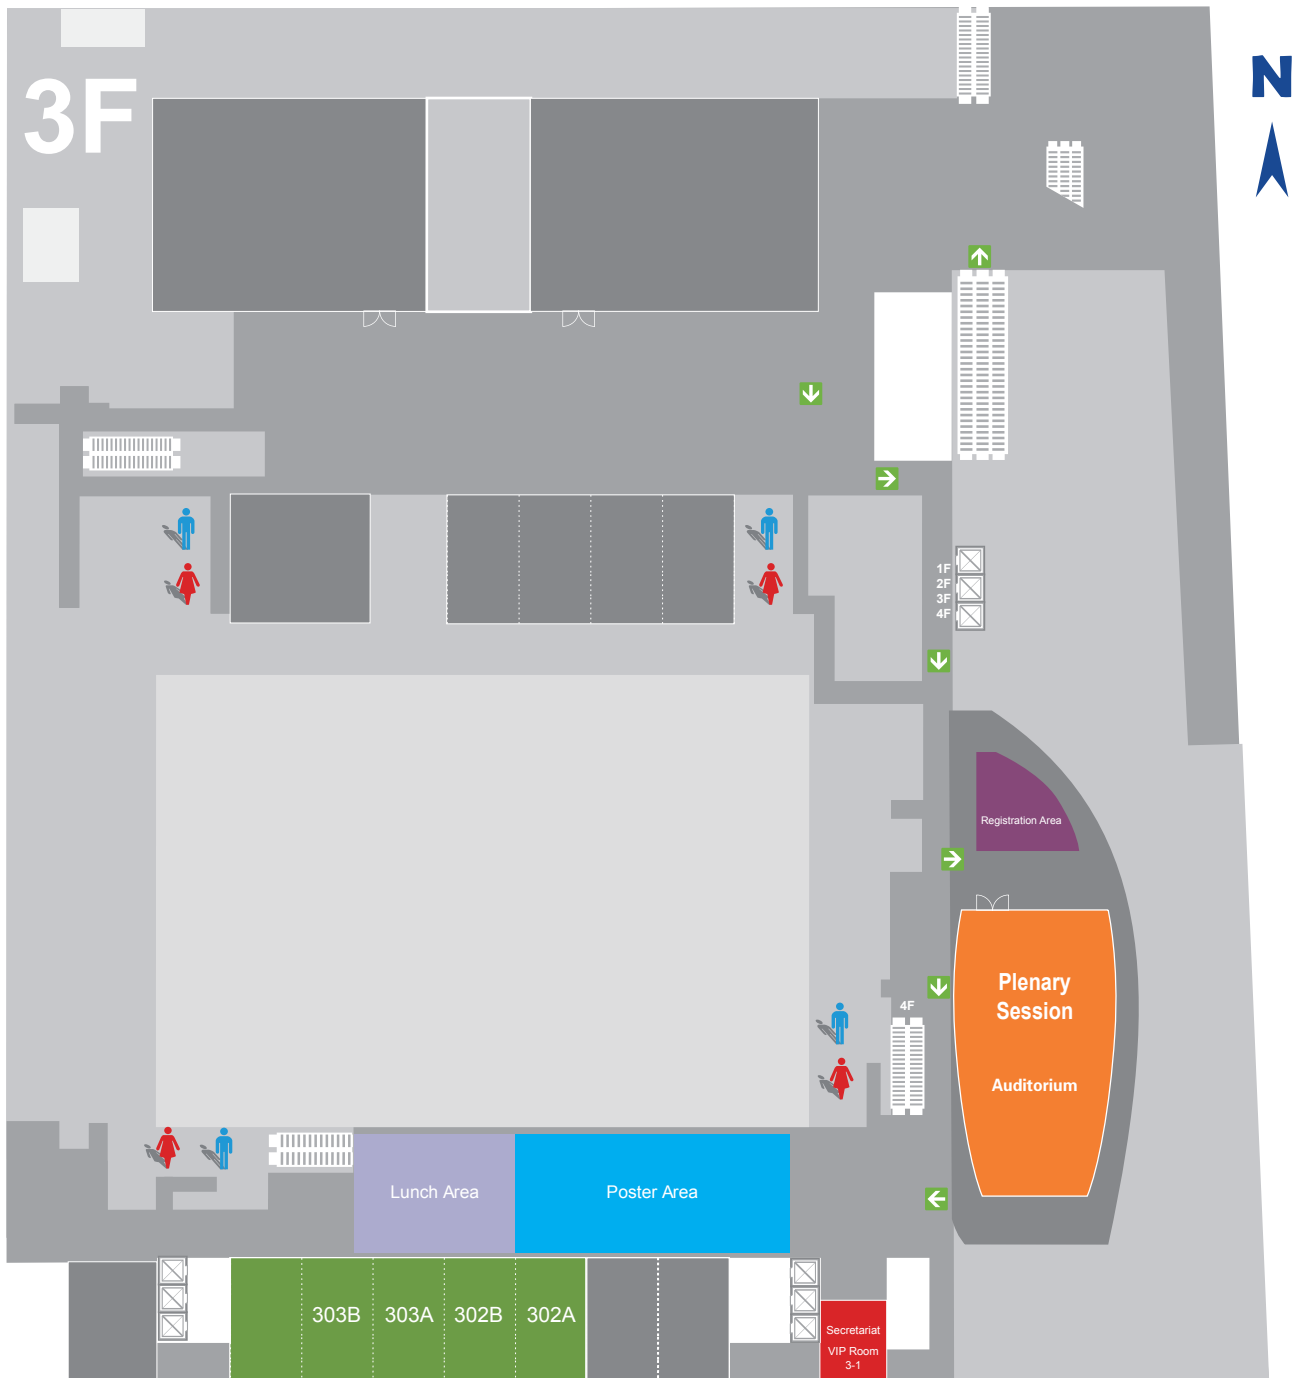 N
3F
1F
2F
3F
4F
Registration Area
Plenary
Session
4F
Auditorium
Lunch Area
Poster Area
303B
303A
302B
302A
Secretariat
VIP Room
3-1